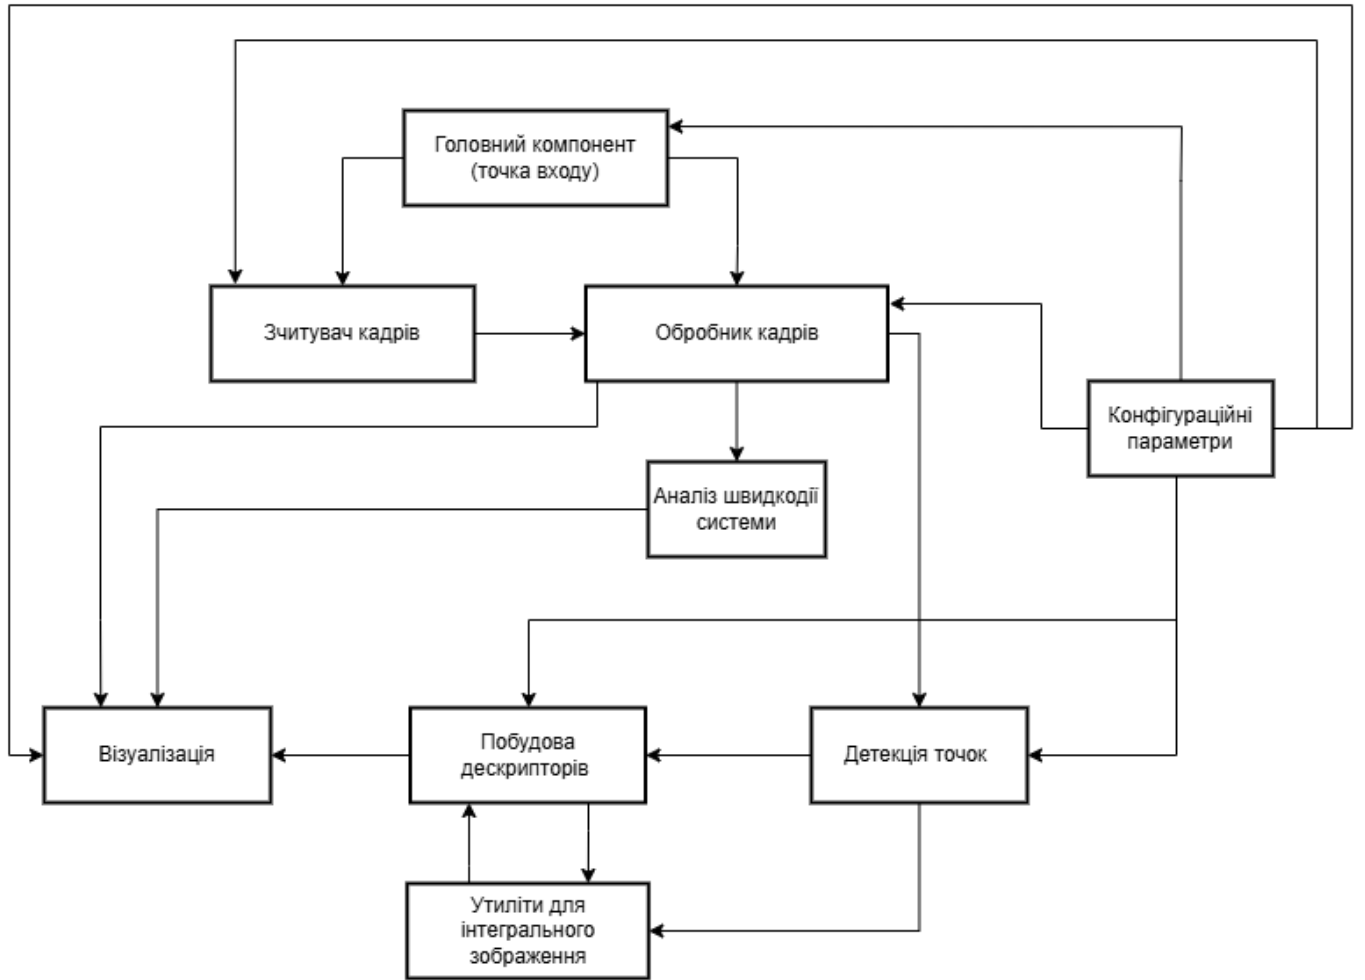 Головний компонент
(точка входу)
Зчитувач кадрів
Обробник кадрів
Конфігураційні
параметри
Аналіз швидкодії
системи
Візуалізація
Побудова
дескрипторів
Детекція точок
Утиліти для
інтегрального
зображення